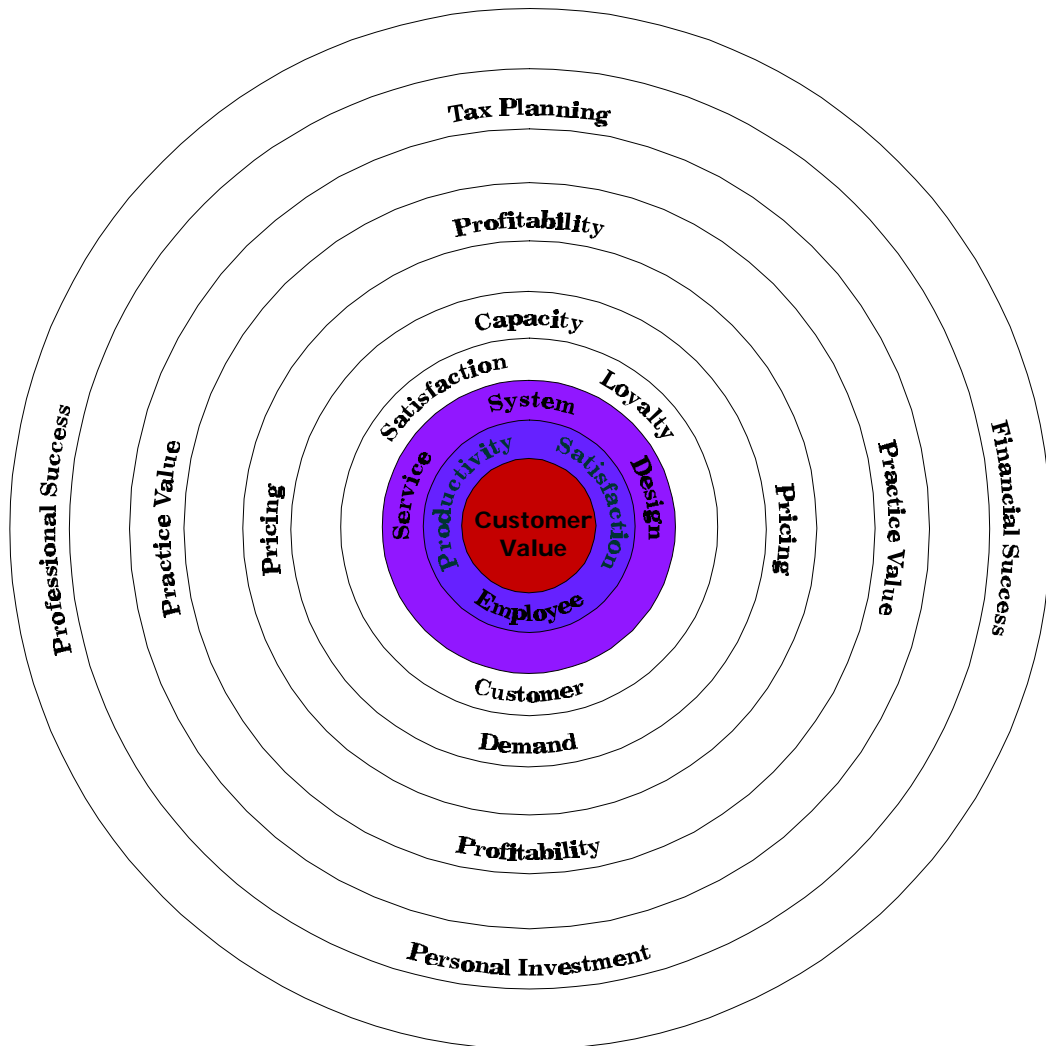 Tax Planning
Profitability
Capacity
Satisfaction
Loyalty
System
Service
Design
Productivity
Satisfaction
Customer
Value
Employee
Customer
Demand
Profitability
Personal Investment
Professional Success
Practice Value
Pricing
Pricing
Practice Value
Financial Success